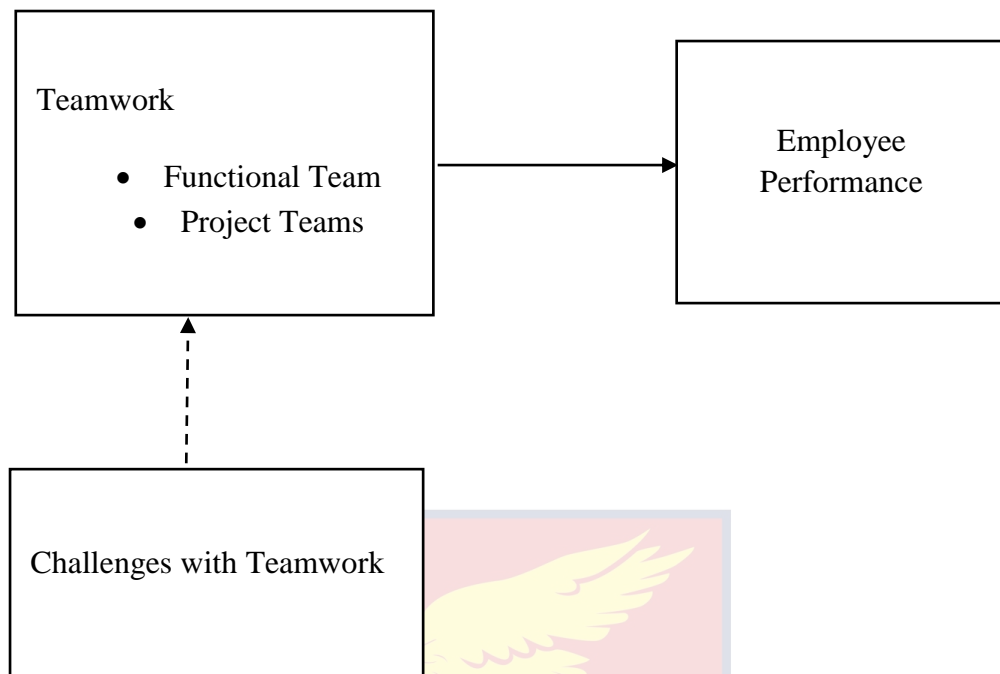 Teamwork
• Functional Team
• Project Teams
Employee
Performance
Challenges with Teamwork